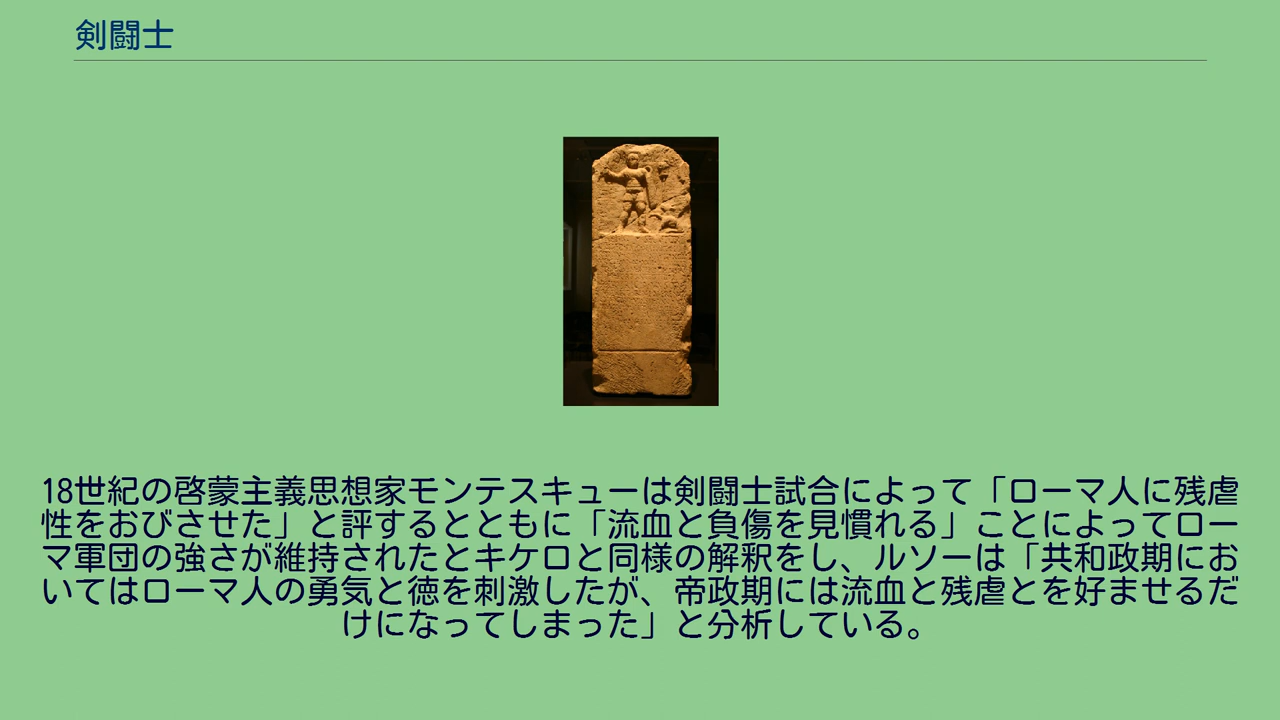 剣闘士
18世紀の啓蒙主義思想家モンテスキューは剣闘士試合によって「ローマ人に残虐
性をおびさせた」と評するとともに「流血と負傷を見慣れる」ことによってロー
マ軍団の強さが維持されたとキケロと同様の解釈をし、ルソーは「共和政期にお
いてはローマ人の勇気と徳を刺激したが、帝政期には流血と残虐とを好ませるだ
けになってしまった」と分析している。